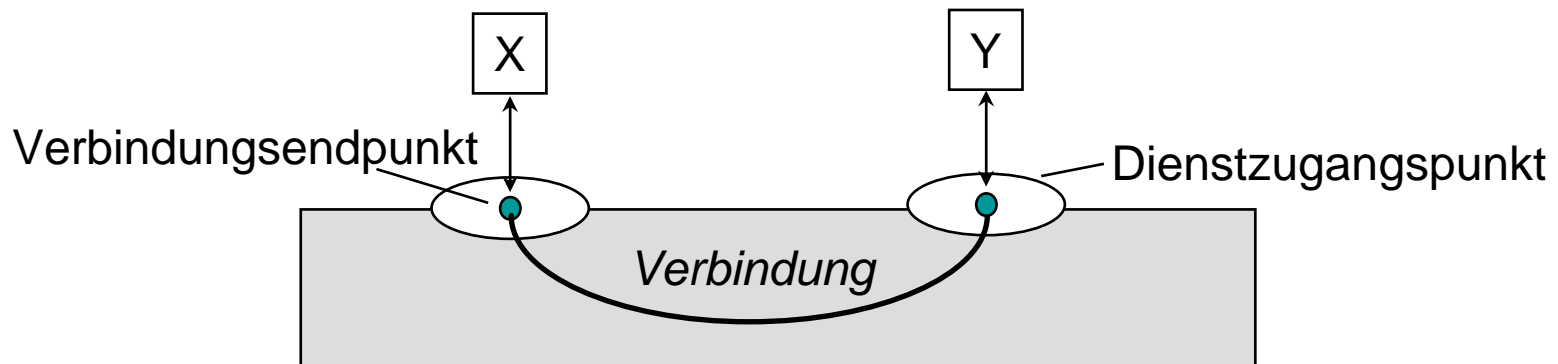 X
Y
Verbindungsendpunkt
Dienstzugangspunkt
Verbindung